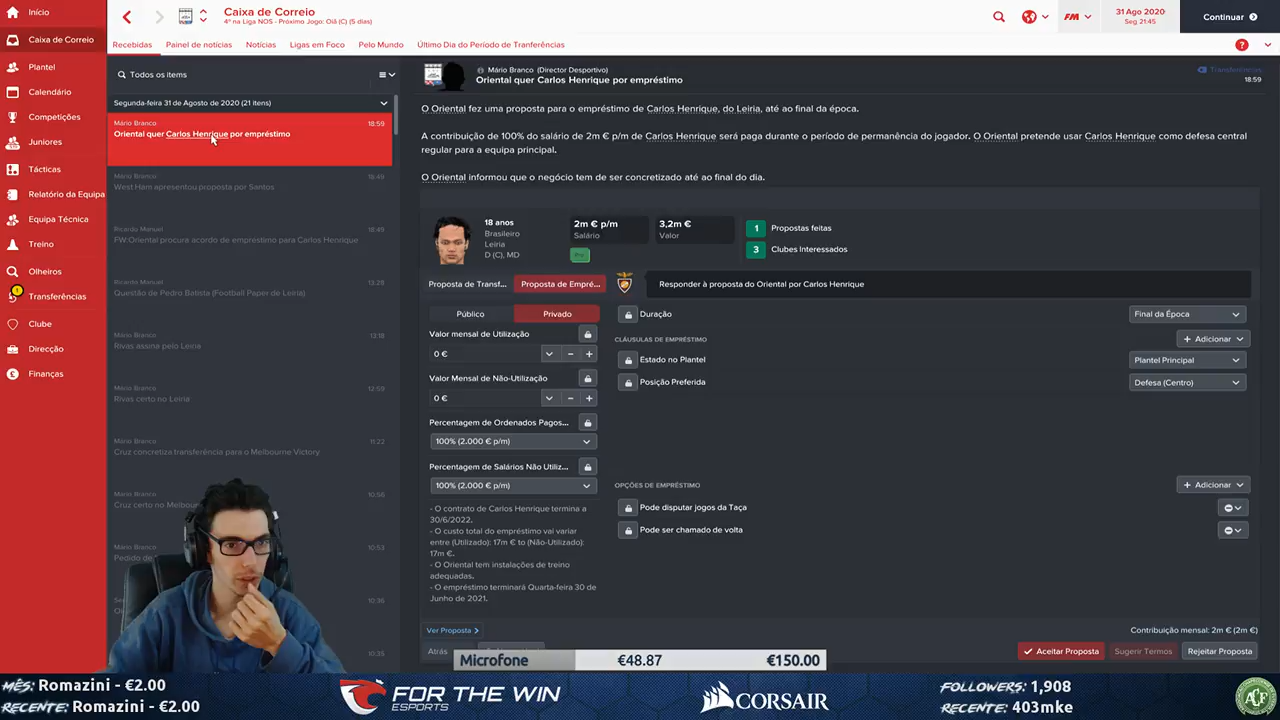 Início
Caixa de Correio
Plantel
Calendário
Competições
Juniores
Tácticas
Relatório da Equipa
Equipa Técnica
Treino
Olheiros
1
Transferências
Clube
Direcção
Finanças
Caixa de Correio
4º na Liga NOS - Próximo Jogo: Olã (C) (5 dias)
FM
31 Ago 2020
Seg 21:45
Continuar
Recebidas
Painel de notícias
Notícias
Ligas em Foco
Pelo Mundo
Último Dia do Período de Tranferências
?
Todos os items
Segunda-feira 31 de Agosto de 2020 (21 itens)
Mário Branco 18:59
Oriental quer Carlos Henrique por empréstimo
Mário Branco 18:49
West Ham apresentou proposta por Santos
Ricardo Manuel 18:45
FW:Oriental procure acordo de empréstimo para Carlos Henrique
Ricardo Manuel 13:28
Questão de Pedro Batista (Football Paper de Leiria)
Mário Branco 13:18
Rivas assina pelo Leiria
Mário Branco 12:59
Rivas certo no Leiria
Mário Branco 11:22
Cruz concretiza transferência para o Melbourne Victory
Mário Branco 10:56
Cruz certo no Melbou
Mário Branco 10:53
Pedido de
10:36
10:35
Mário Branco (Director Desportivo)
Oriental quer Carlos Henrique por empréstimo
Transferências
18:59
O Oriental fez uma proposta para o empréstimo de Carlos Henrique, do Leiria, até ao final da época.
A contribuição de 100% do salário de 2m € p/m de Carlos Henrique será paga durante o período de permanência do jogador. O Oriental pretende usar Carlos Henrique como defesa central
regular para a equipa principal.
O Oriental informou que o negócio tem de ser concretizado até ao final do dia.
18 anos
Brasileiro
Leiria
D (C), MD
2m € p/m
Salário
3,2m €
Valor
1 Propostas feitas
3 Clubes Interessados
Proposta de Transf...
Proposta de Empré...
Responder à proposta do Oriental por Carlos Henrique
Público
Privado
Valor mensal de Utilização
0 €
Valor Mensal de Não-Utilização
0 €
Percentagem de Ordenados Pagos...
100% (2.000 € p/m)
Percentagem de Salários Não Utiliz...
100% (2.000 € p/m)
- O contrato de Carlos Henrique termina a
30/6/2022.
- O custo total do empréstimo vai variar
entre (Utilizado): 17m € to (Não-Utilizado):
17m €.
- O Oriental tem instalações de treino
adequadas.
- O empréstimo terminará Quarta-feira 30 de
Junho de 2021.
Duração
Final da Época
CLÁUSULAS DE EMPRÉSTIMO
Adicionar
Estado no Plantel
Plantel Principal
Posição Preferida
Defesa (Centro)
OPÇÕES DE EMPRÉSTIMO
Adicionar
Pode disputar jogos da Taça
Pode ser chamado de volta
Ver Proposta
Contribuição mensal: 2m € (2m €)
Atrás
Aceitar Proposta
Sugerir Termos
Rejeitar Proposta
Microfone €48.87 €150.00
MÊS: Romazini - €2.00
RECENTE: Romazini - €2.00
FOR THE WIN
ESPORTS
CORSAIR
FOLLOWERS: 1,908
RECENTE: 403mke